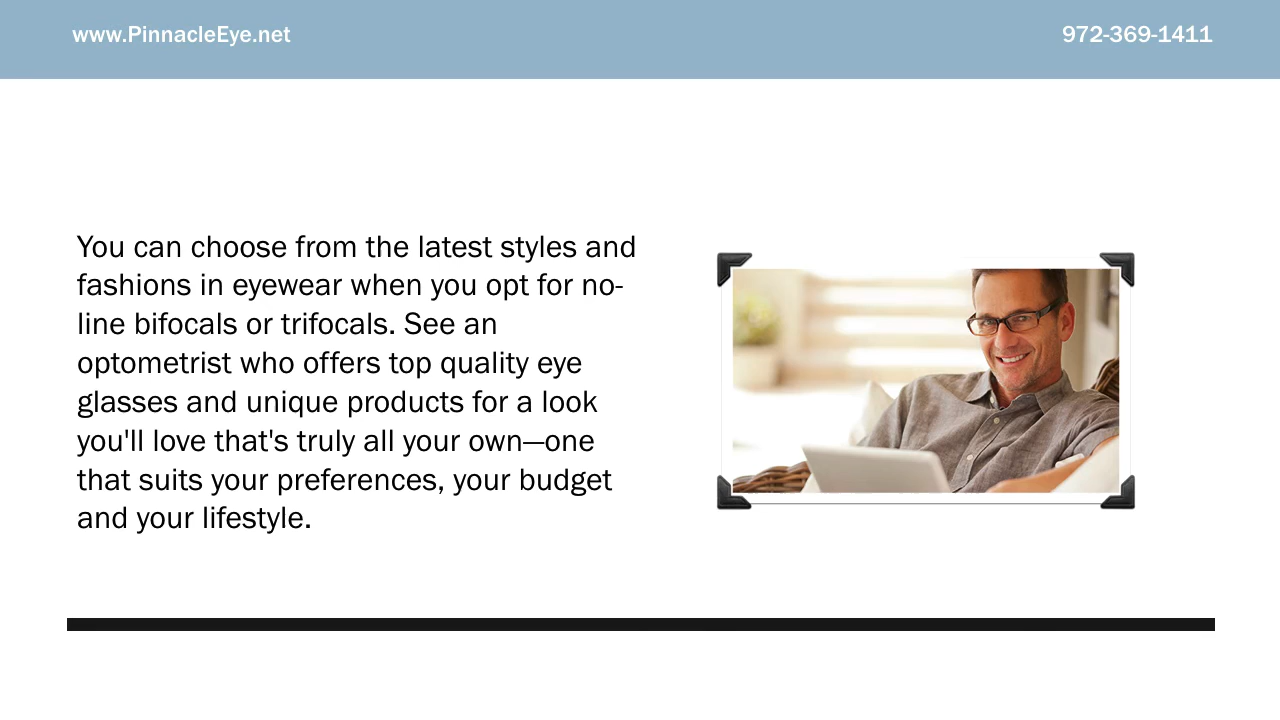 www.PinnacleEye.net
972-369-1411
You can choose from the latest styles and
fashions in eyewear when you opt for no-
line bifocals or trifocals. See an
optometrist who offers top quality eye
glasses and unique products for a look
you'll love that's truly all your own—one
that suits your preferences, your budget
and your lifestyle.